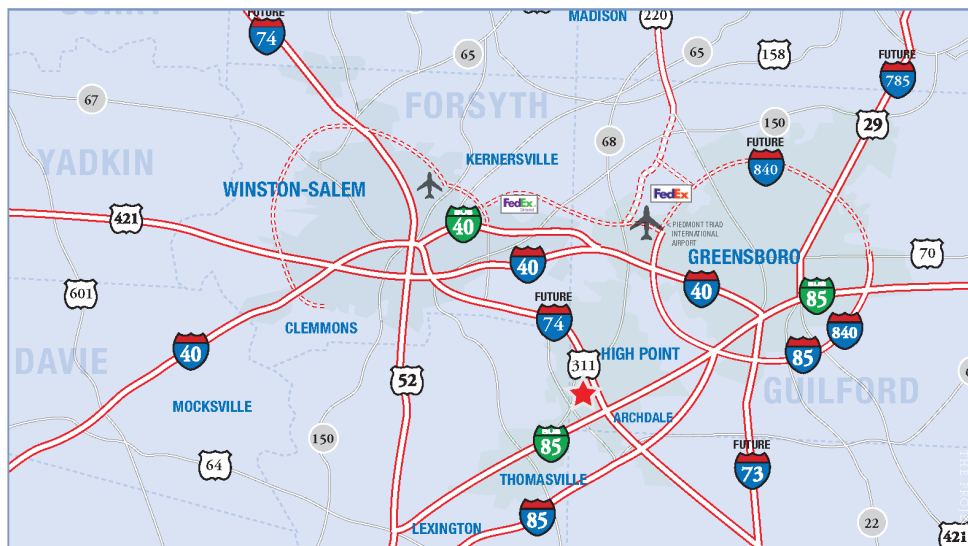 MADISON
220
FUTURE
74
65
65
158
FUTURE
785
67
FORSYTH
29
150
68
FUTURE
840
YADKIN
KERNERSVILLE
WINSTON-SALEM
FedEx
FedEx
421
40
PIEDMONT TRIAD
INTERNATIONAL
AIRPORT
GREENSBORO
70
40
40
601
85
FUTURE
74
CLEMMONS
840
DAVIE
40
HIGH POINT
85
311
52
GUILFORD
MOCKSVILLE
ARCHDALE
150
85
FUTURE
73
64
THOMASVILLE
85
LEXINGTON
22
421